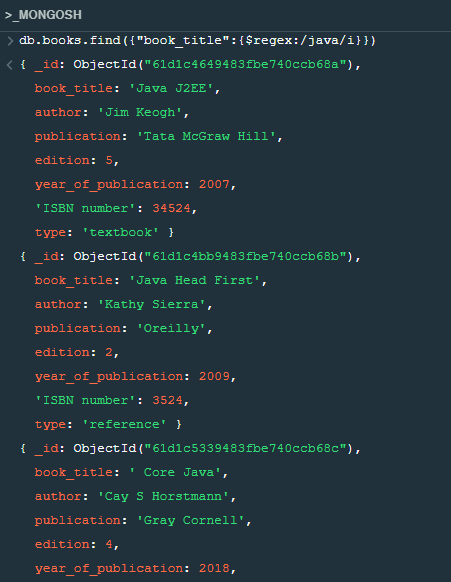 >_MONGOSH
> db.books.find({"book_title":{$regex:/java/i}})
< { _id: ObjectId("61d1c4649483fbe740ccb68a"),
book_title: 'Java J2EE',
author: 'Jim Keogh',
publication: 'Tata McGraw Hill',
edition: 5,
year_of_publication: 2007,
'ISBN number': 34524,
type: 'textbook' }
{ _id: ObjectId("61d1c4bb9483fbe740ccb68b"),
book_title: 'Java Head First',
author: 'Kathy Sierra',
publication: 'Oreilly',
edition: 2,
year_of_publication: 2009,
'ISBN number': 3524,
type: 'reference' }
{ _id: ObjectId("61d1c5339483fbe740ccb68c"),
book_title: ' Core Java',
author: 'Cay S Horstmann',
publication: 'Gray Cornell',
edition: 4,
year_of_publication: 2018,